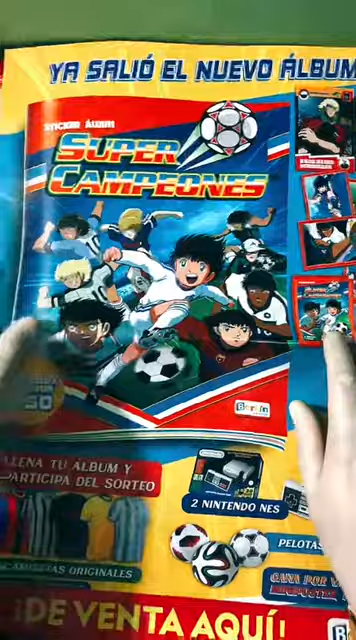 YA SALIÓ EL NUEVO ÁLBUM
STICKER ÁLBUM
SUPER
CAMPEONES
50
LLENA TU ÁLBUM Y
PARTICIPA DEL SORTEO
2 NINTENDO NES
CAMISETAS ORIGINALES
PELOTAS
¡DE VENTA AQUÍ!